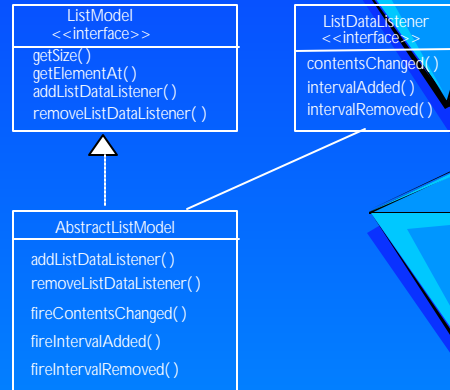 ListModel
<<interface>>
getSize( )
getElementAt( )
addListDataListener( )
removeListDataListener( )
ListDataListener
<<interface>>
contentsChanged( )
intervalAdded( )
intervalRemoved( )
AbstractListModel
addListDataListener( )
removeListDataListener( )
fireContentsChanged( )
fireIntervalAdded( )
fireIntervalRemoved( )